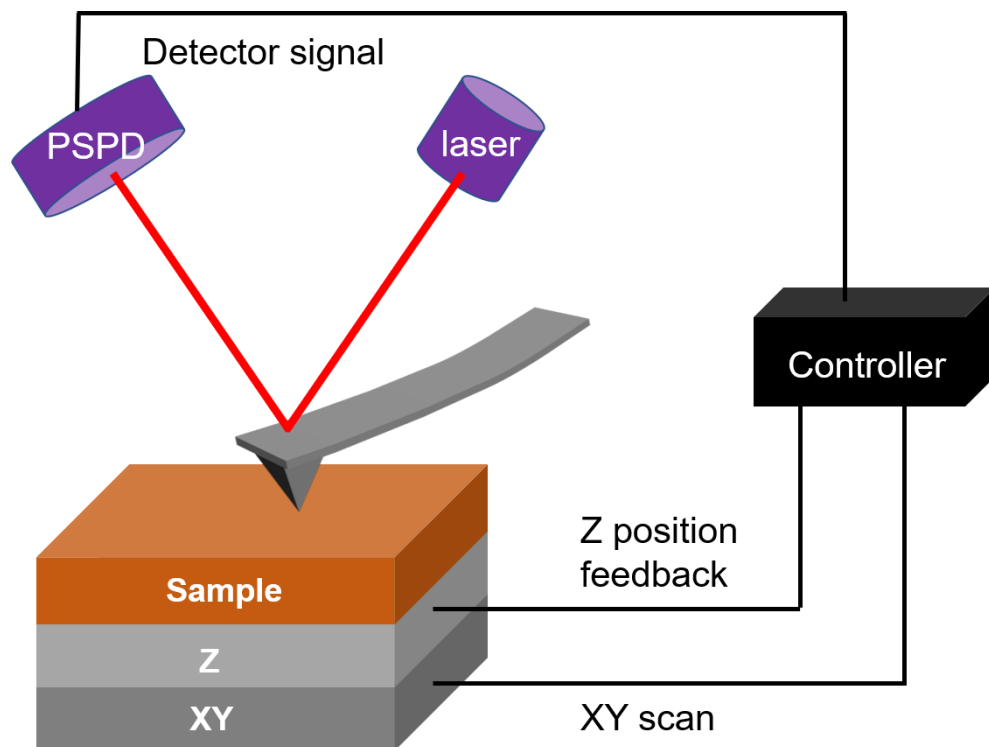 Detector signal
PSPD
laser
Controller
Z position
feedback
Sample
Z
XY
XY scan